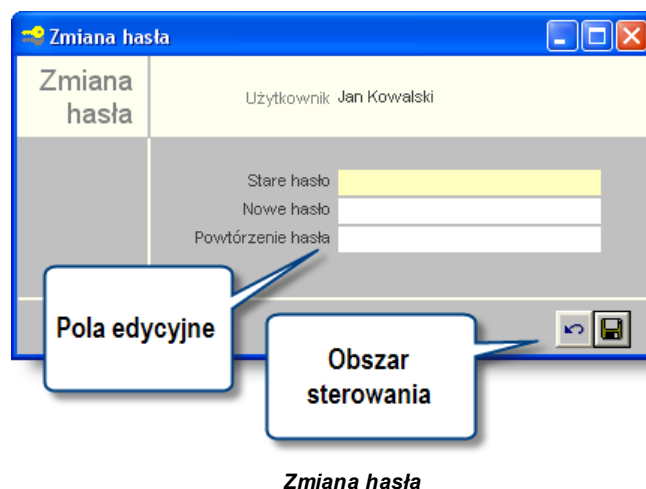 Zmiana hasła
Zmiana
hasła
Użytkownik Jan Kowalski
Stare hasło
Nowe hasło
Powtórzenie hasła
Pola edycyjne
Obszar
sterowania
Zmiana hasła